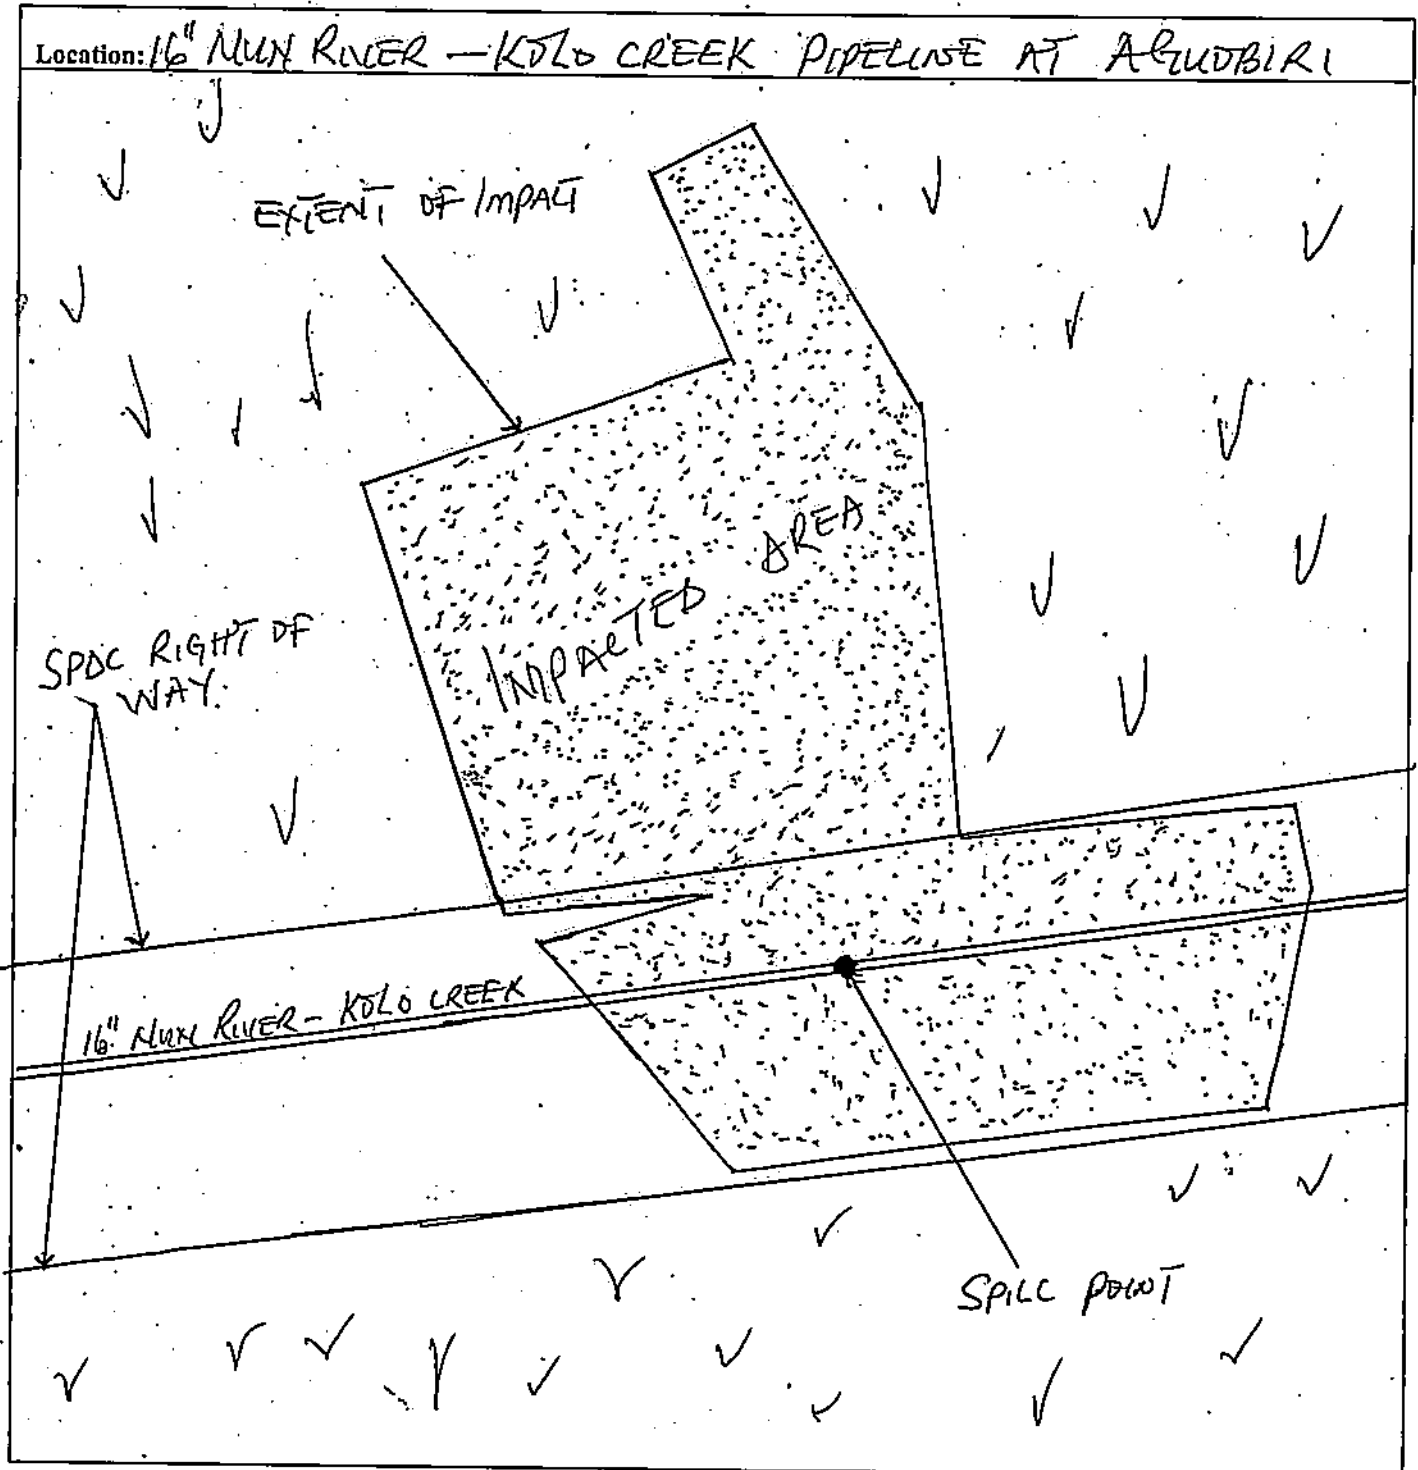 Location: 16" NUN RIVER – KOLO CREEK PIPELINE AT AGUOBIRI
EXTENT OF IMPACT
IMPACTED AREA
SPDC RIGHT OF
WAY.
16" NUN RIVER – KOLO CREEK
SPILL POINT